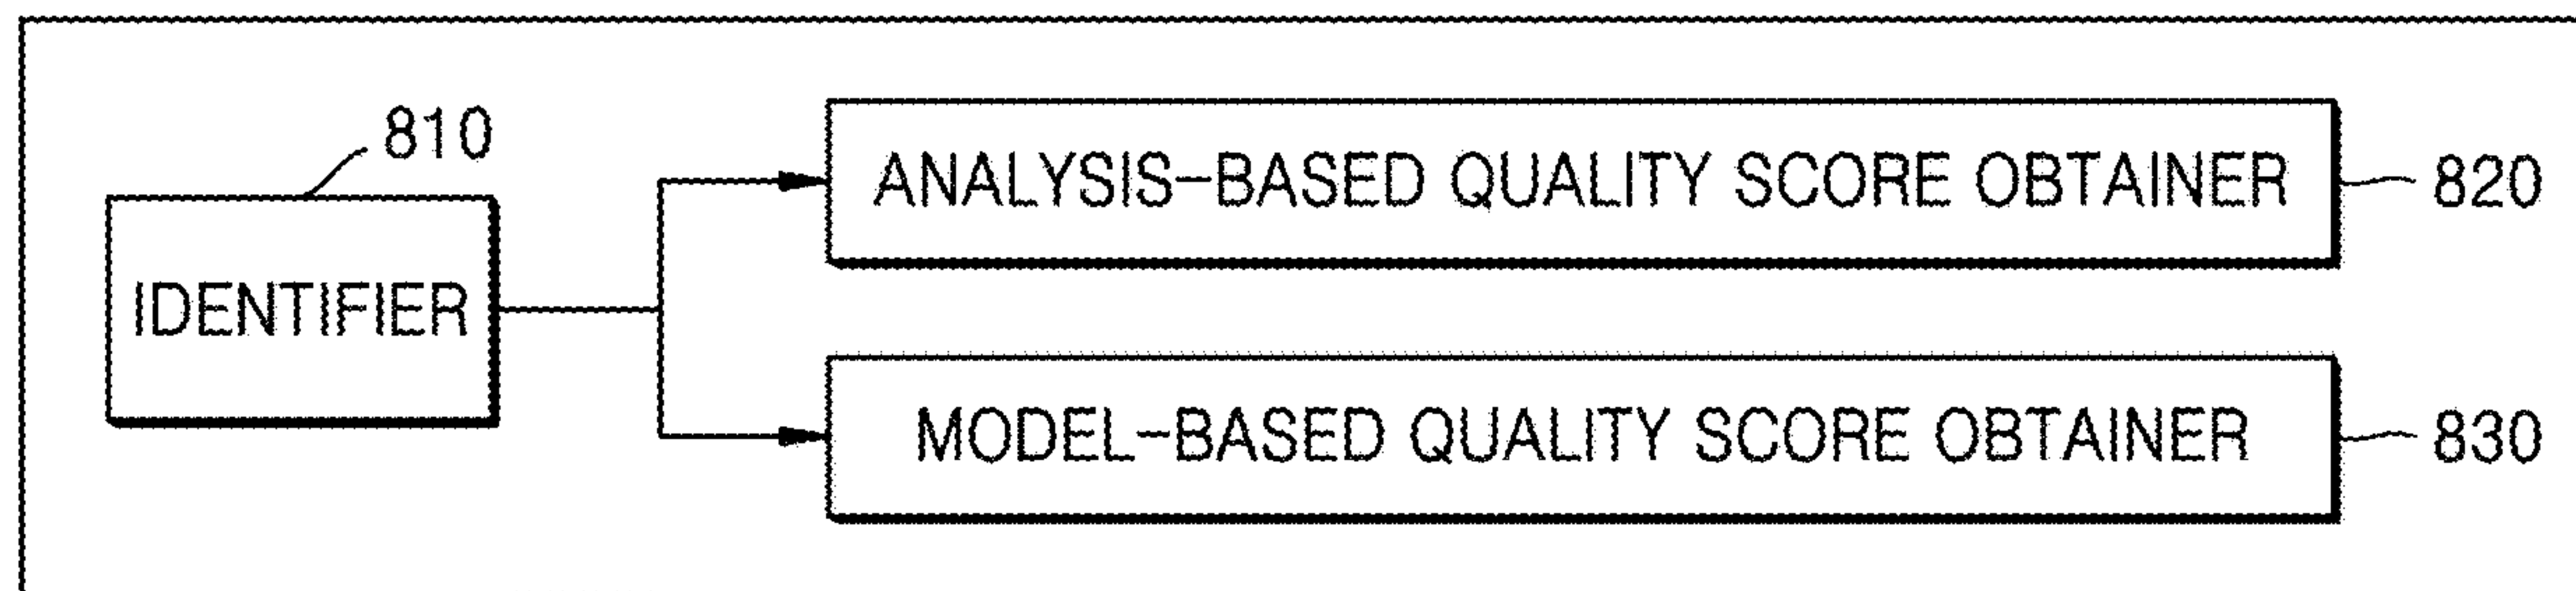 810
IDENTIFIER
ANALYSIS-BASED QUALITY SCORE OBTAINER
820
MODEL-BASED QUALITY SCORE OBTAINER
830